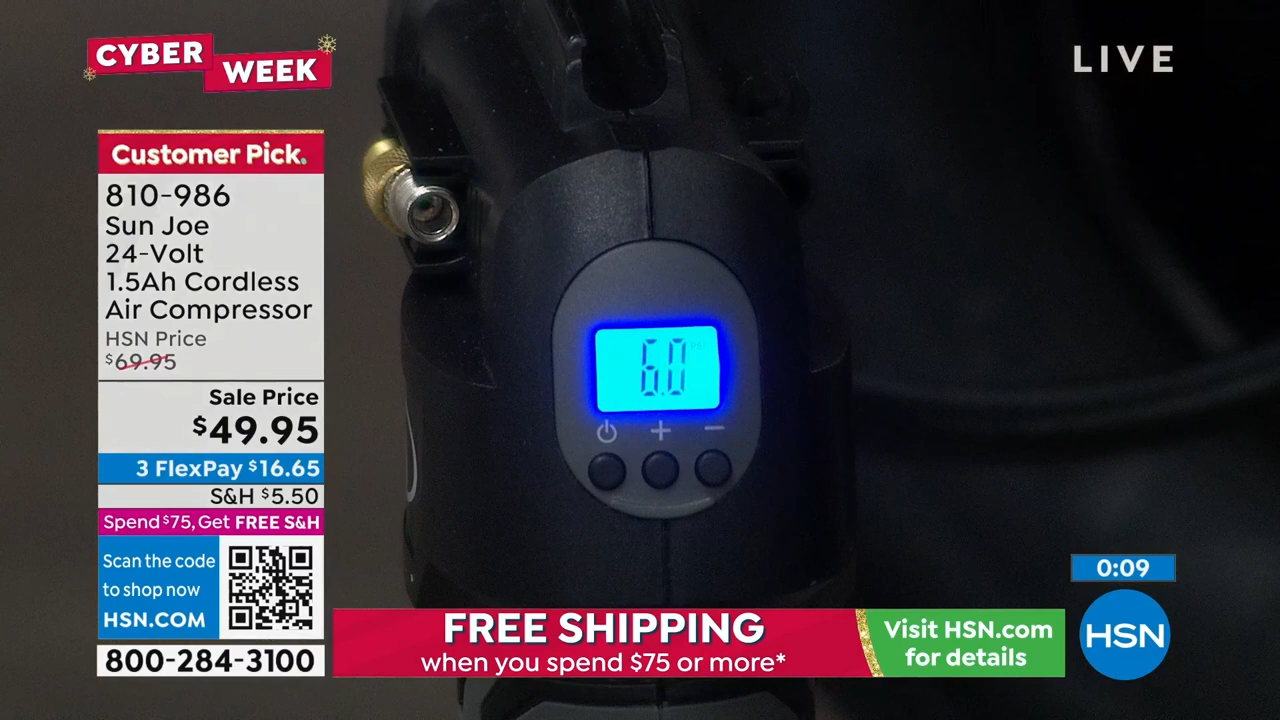 CYBER
WEEK
LIVE
Customer Pick.
810-986
Sun Joe
24-Volt
1.5Ah Cordless
Air Compressor
HSN Price
$69.95
Sale Price
$49.95
3 FlexPay $16.65
S&H $5.50
Spend $75, Get FREE S&H
Scan the code
to shop now
HSN.COM
800-284-3100
6.0 PSI
+ −
FREE SHIPPING
when you spend $75 or more*
Visit HSN.com
for details
0:09
HSN